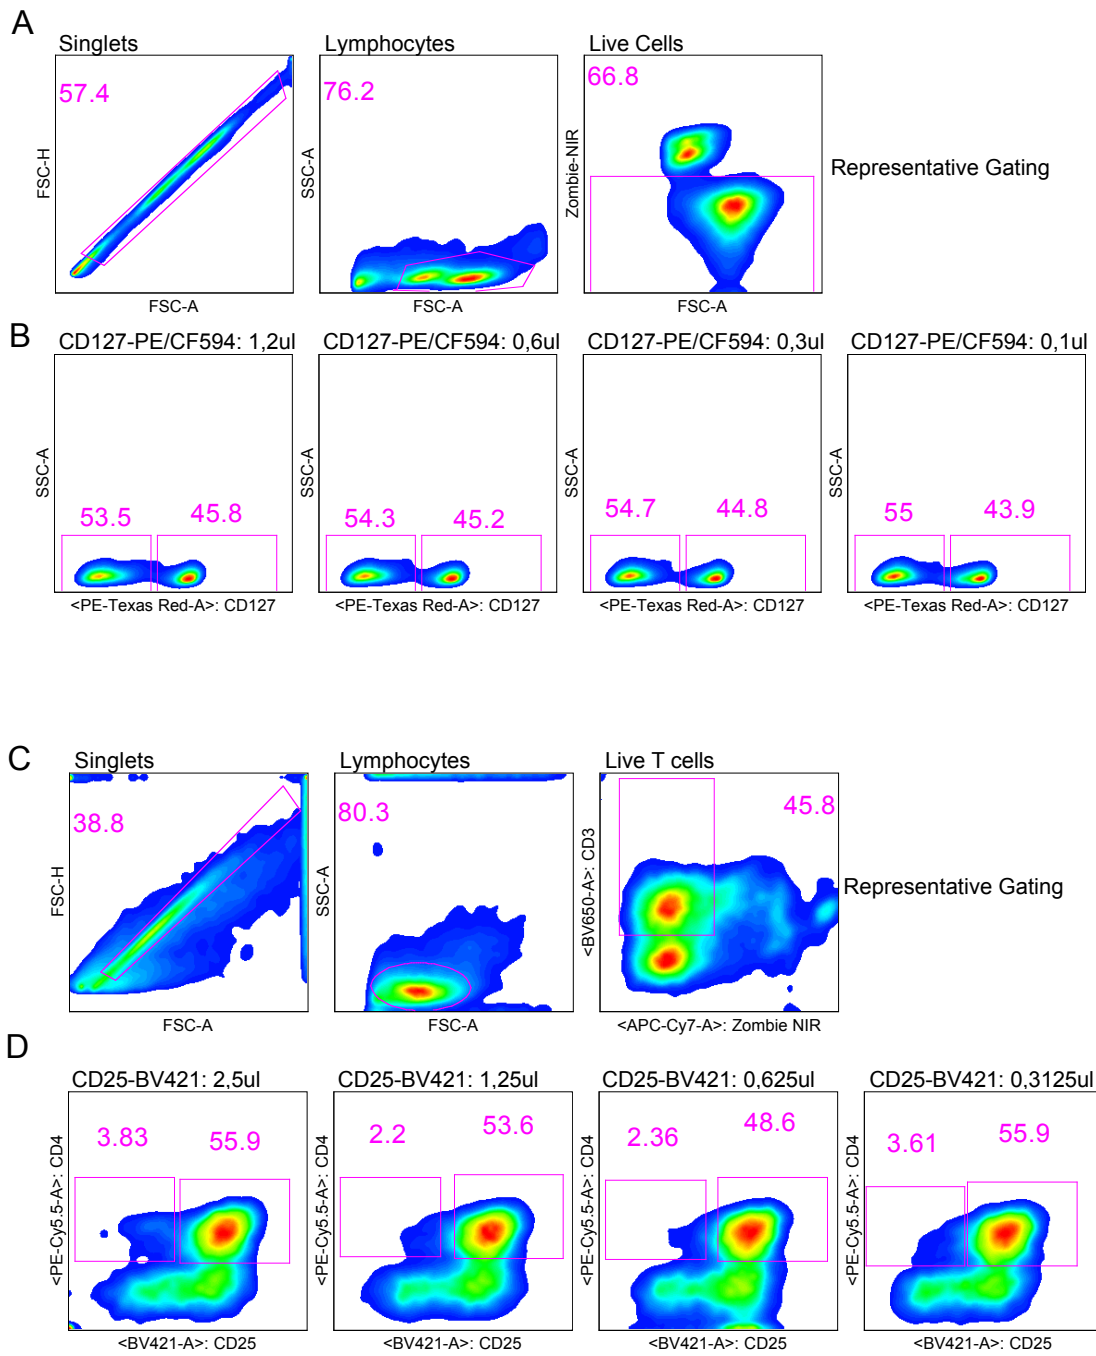 A
Singlets
Lymphocytes
Live Cells
57.4
76.2
66.8
FSC-H
SSC-A
Zombie-NIR
Representative Gating
FSC-A
FSC-A
FSC-A
B
CD127-PE/CF594: 1,2ul
CD127-PE/CF594: 0,6ul
CD127-PE/CF594: 0,3ul
CD127-PE/CF594: 0,1ul
SSC-A
SSC-A
SSC-A
SSC-A
53.5
45.8
54.3
45.2
54.7
44.8
55
43.9
<PE-Texas Red-A>: CD127
<PE-Texas Red-A>: CD127
<PE-Texas Red-A>: CD127
<PE-Texas Red-A>: CD127
C
Singlets
Lymphocytes
Live T cells
38.8
80.3
45.8
FSC-H
SSC-A
<BV650-A>: CD3
Representative Gating
FSC-A
FSC-A
<APC-Cy7-A>: Zombie NIR
D
CD25-BV421: 2,5ul
CD25-BV421: 1,25ul
CD25-BV421: 0,625ul
CD25-BV421: 0,3125ul
3.83
55.9
2.2
53.6
2.36
48.6
3.61
55.9
<PE-Cy5.5-A>: CD4
<PE-Cy5.5-A>: CD4
<PE-Cy5.5-A>: CD4
<PE-Cy5.5-A>: CD4
<BV421-A>: CD25
<BV421-A>: CD25
<BV421-A>: CD25
<BV421-A>: CD25